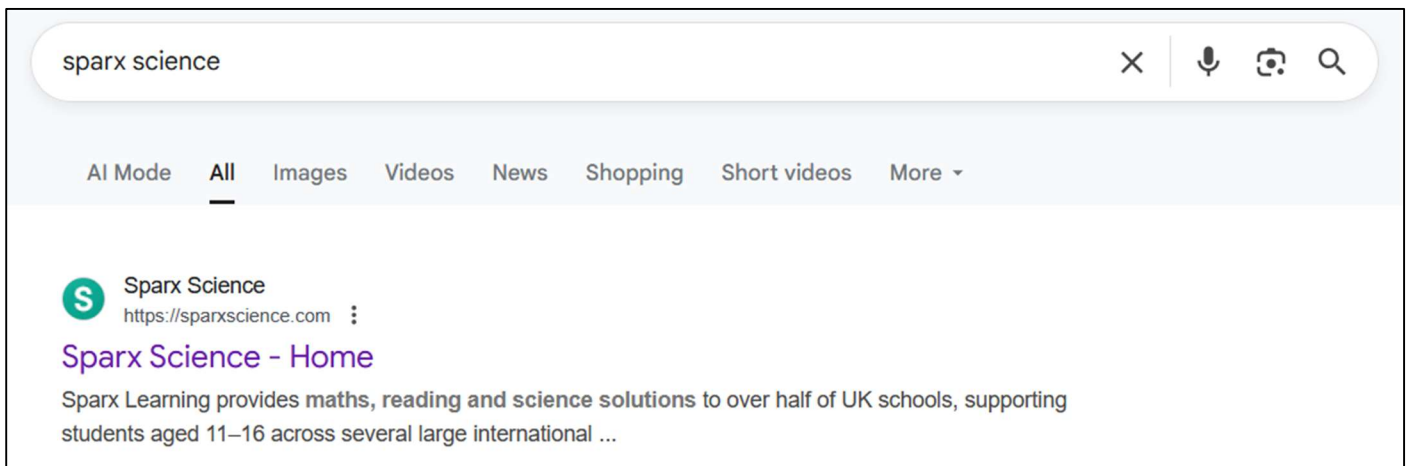 sparx science
AI Mode All Images Videos News Shopping Short videos More
S
Sparx Science
https://sparxscience.com
Sparx Science - Home
Sparx Learning provides maths, reading and science solutions to over half of UK schools, supporting
students aged 11–16 across several large international ...